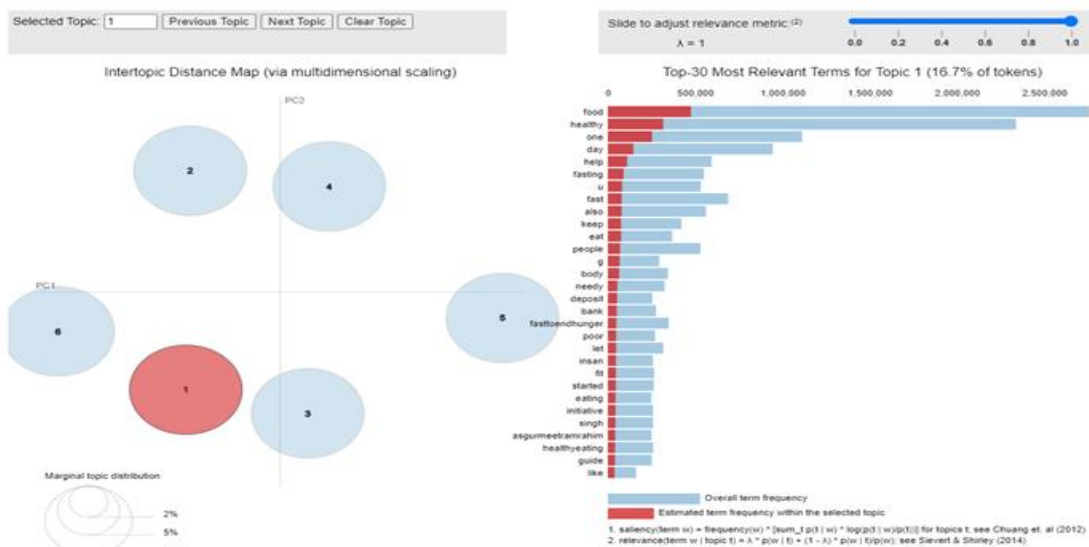 Selected Topic: 1 Previous Topic Next Topic Clear Topic
Slide to adjust relevance metric:(2)
λ = 1
0.0 0.2 0.4 0.6 0.8 1.0
Intertopic Distance Map (via multidimensional scaling)
PC2
PC1
2
4
5
6
1
3
Marginal topic distribution
2%
5%
Top-30 Most Relevant Terms for Topic 1 (16.7% of tokens)
0 500,000 1,000,000 1,500,000 2,000,000 2,500,000
food
healthy
one
day
help
fasting
u
fast
also
keep
eat
people
g
body
needy
deposit
bank
fasttoendhunger
poor
let
insan
fit
started
eating
initiative
singh
asgurmeetramrahim
healthyeating
guide
like
Overall term frequency
Estimated term frequency within the selected topic
1. saliency(term w) = frequency(w) * [sum_t p(t | w) * log(p(t | w)/p(t))] for topics t; see Chuang et. al (2012)
2. relevance(term w | topic t) = λ * p(w | t) + (1 - λ) * p(w | t)/p(w); see Sievert & Shirley (2014)